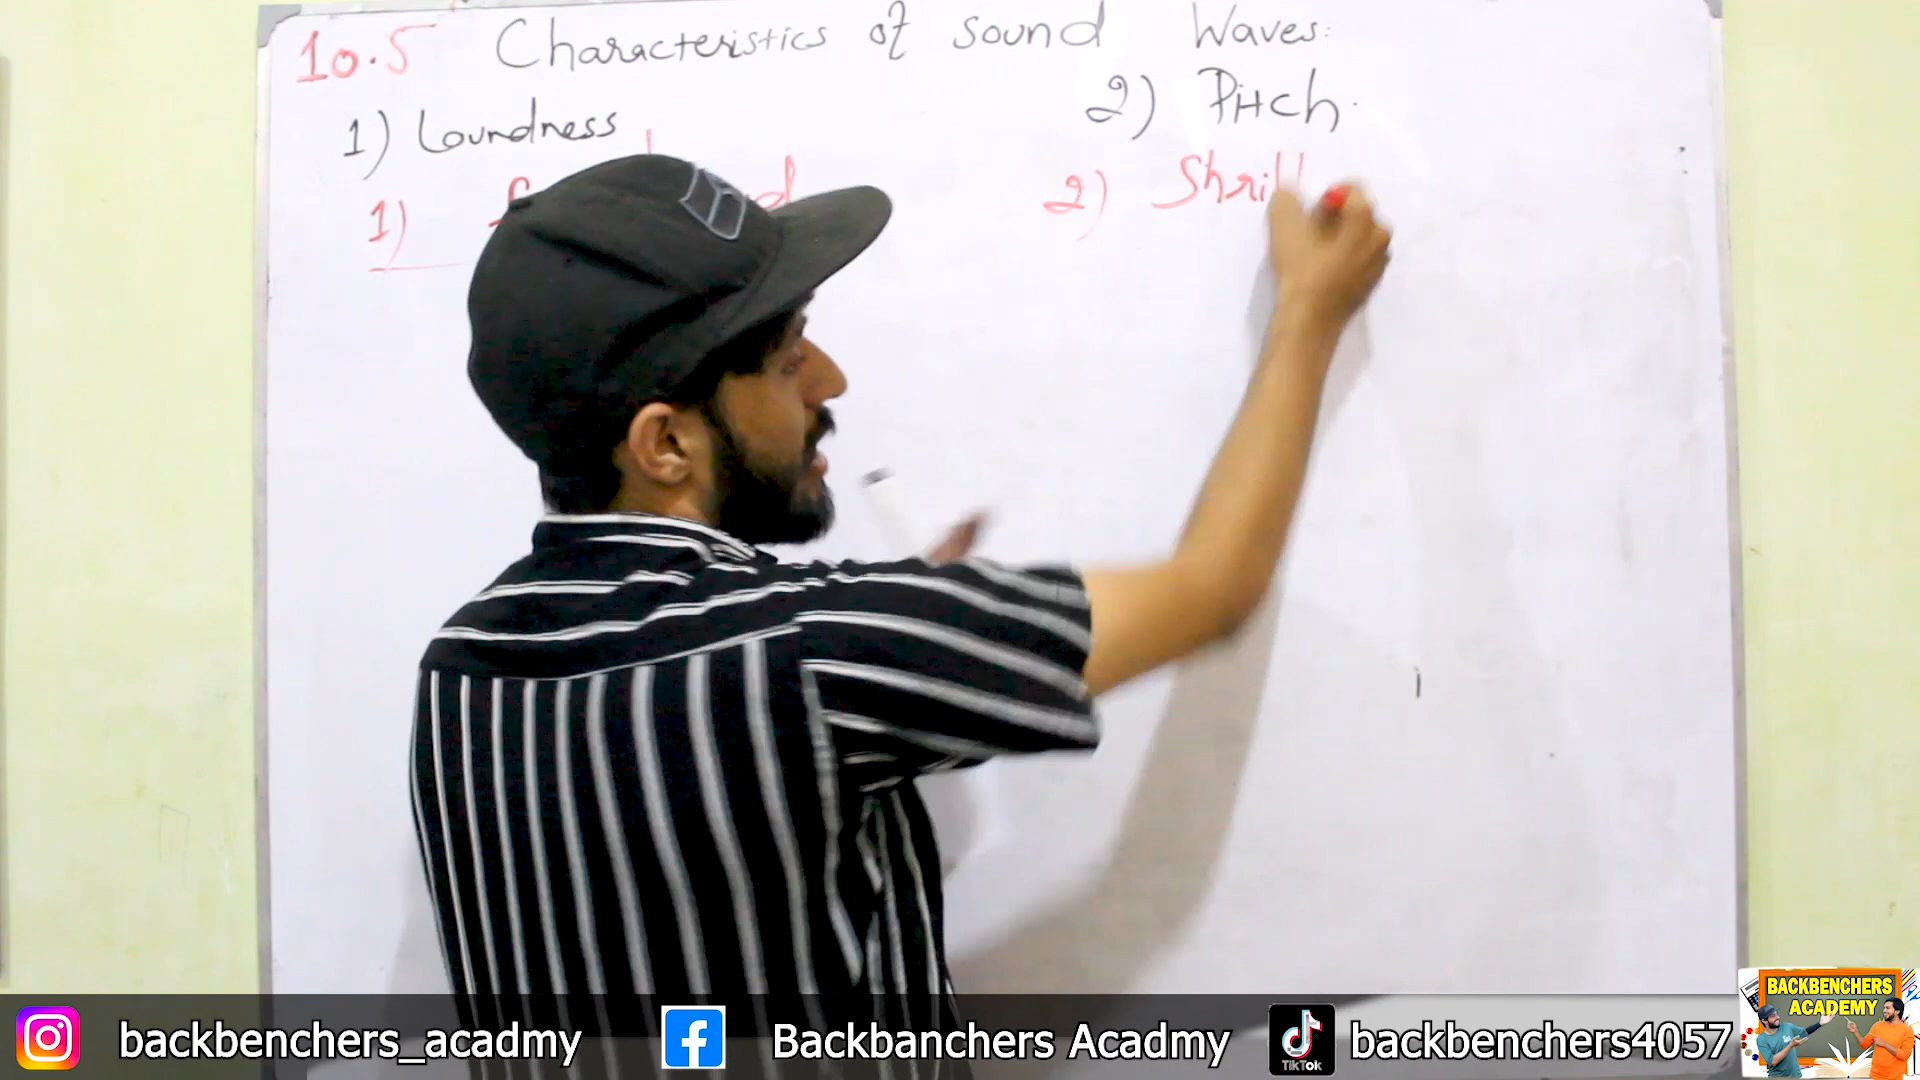 10.5 Characteristics of sound Waves:
1) Loundness
2) Pitch.
1)
2) Shrill
backbenchers_acadmy
Backbanchers Acadmy
TikTok
backbenchers4057
BACKBENCHERS
ACADEMY